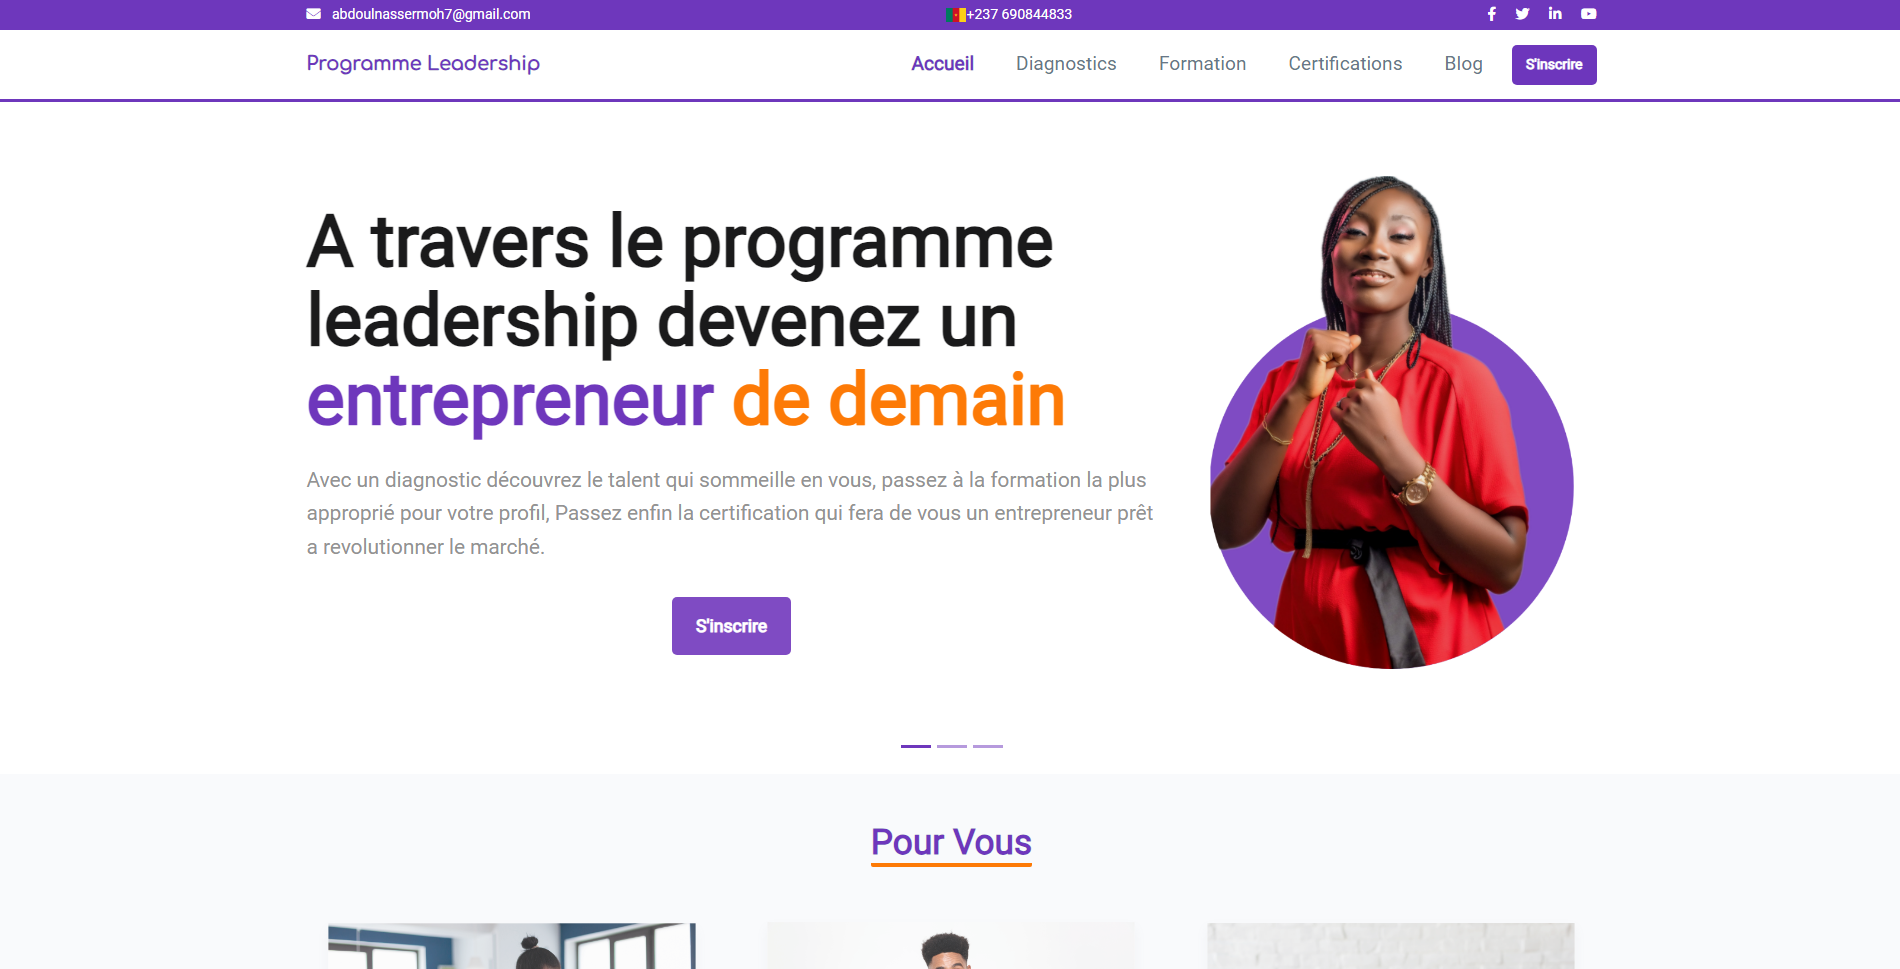 abdoulnassermoh7@gmail.com
+237 690844833
Programme Leadership
Accueil
Diagnostics
Formation
Certifications
Blog
S'inscrire
A travers le programme
leadership devenez un
entrepreneur de demain
Avec un diagnostic découvrez le talent qui sommeille en vous, passez à la formation la plus
approprié pour votre profil, Passez enfin la certification qui fera de vous un entrepreneur prêt
a revolutionner le marché.
S'inscrire
Pour Vous